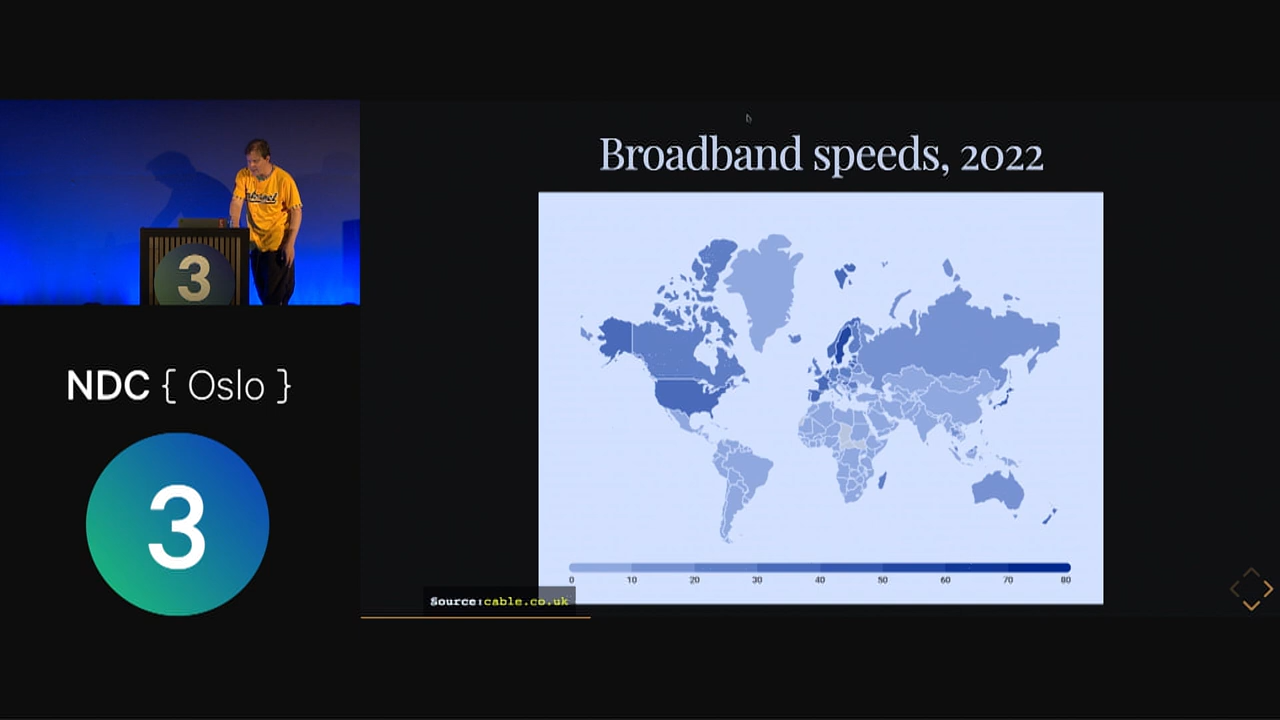 Broadband speeds, 2022
3
NDC { Oslo }
3
0 10 20 30 40 50 60 70 80
Source:cable.co.uk